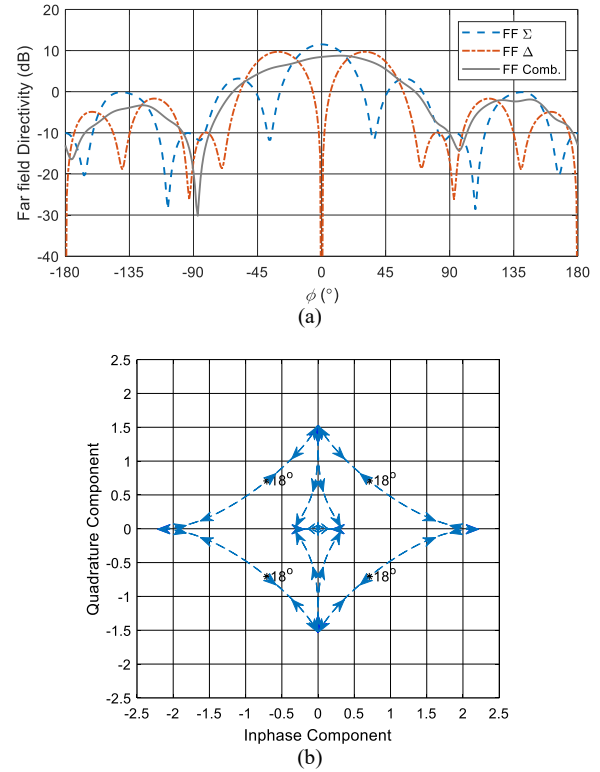 20
10
0
-10
-20
-30
-40
Far field Directivity (dB)
FF Σ
FF Δ
FF Comb.
-180 -135 -90 -45 0 45 90 135 180
ϕ (°)
(a)
2.5
2
1.5
1
0.5
0
-0.5
-1
-1.5
-2
-2.5
Quadrature Component
18° 18°
18° 18°
-2.5 -2 -1.5 -1 -0.5 0 0.5 1 1.5 2 2.5
Inphase Component
(b)